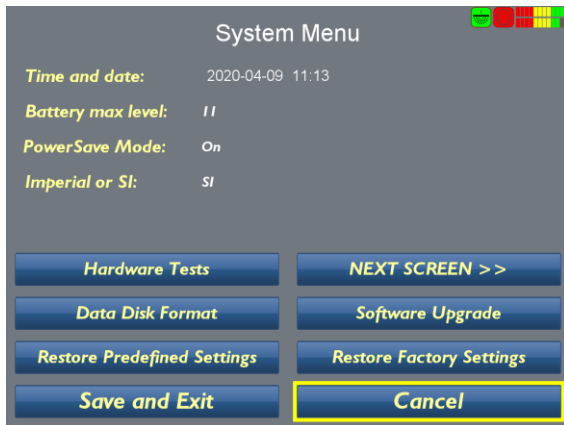 System Menu
Time and date: 2020-04-09 11:13
Battery max level: 11
PowerSave Mode: On
Imperial or SI: SI
Hardware Tests NEXT SCREEN >>
Data Disk Format Software Upgrade
Restore Predefined Settings Restore Factory Settings
Save and Exit Cancel